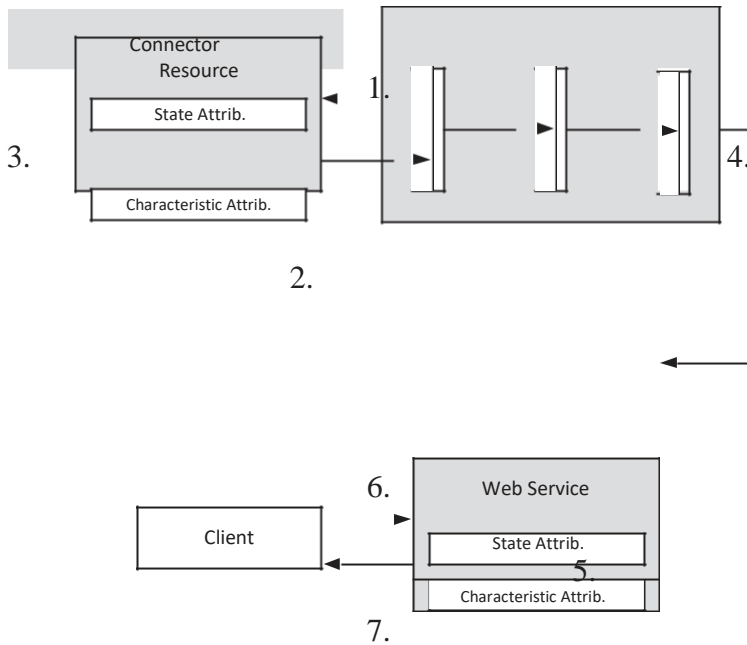 Connector
Resource
1.
State Attrib.
3.
4.
Characteristic Attrib.
2.
6.
Web Service
Client
State Attrib.
5.
Characteristic Attrib.
7.